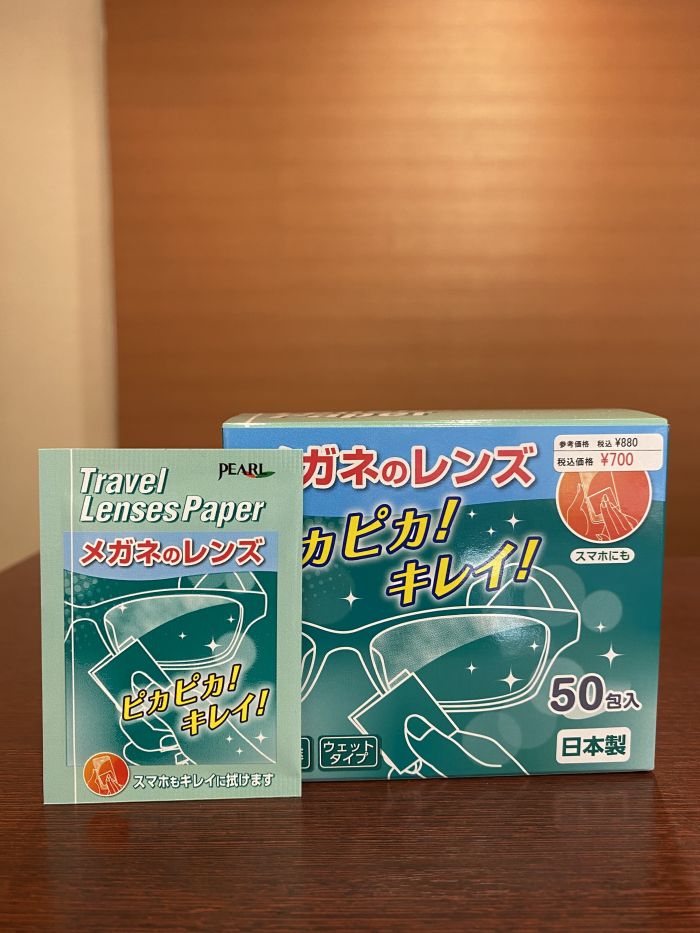 PEARL
Travel
Lenses Paper
メガネのレンズ
ピカピカ!
キレイ!
スマホもキレイに拭けます
参考価格 税込 ¥880
税込価格 ¥700
ガネのレンズ
カピカ!
キレイ!
スマホにも
50包入
ウェット
タイプ
日本製